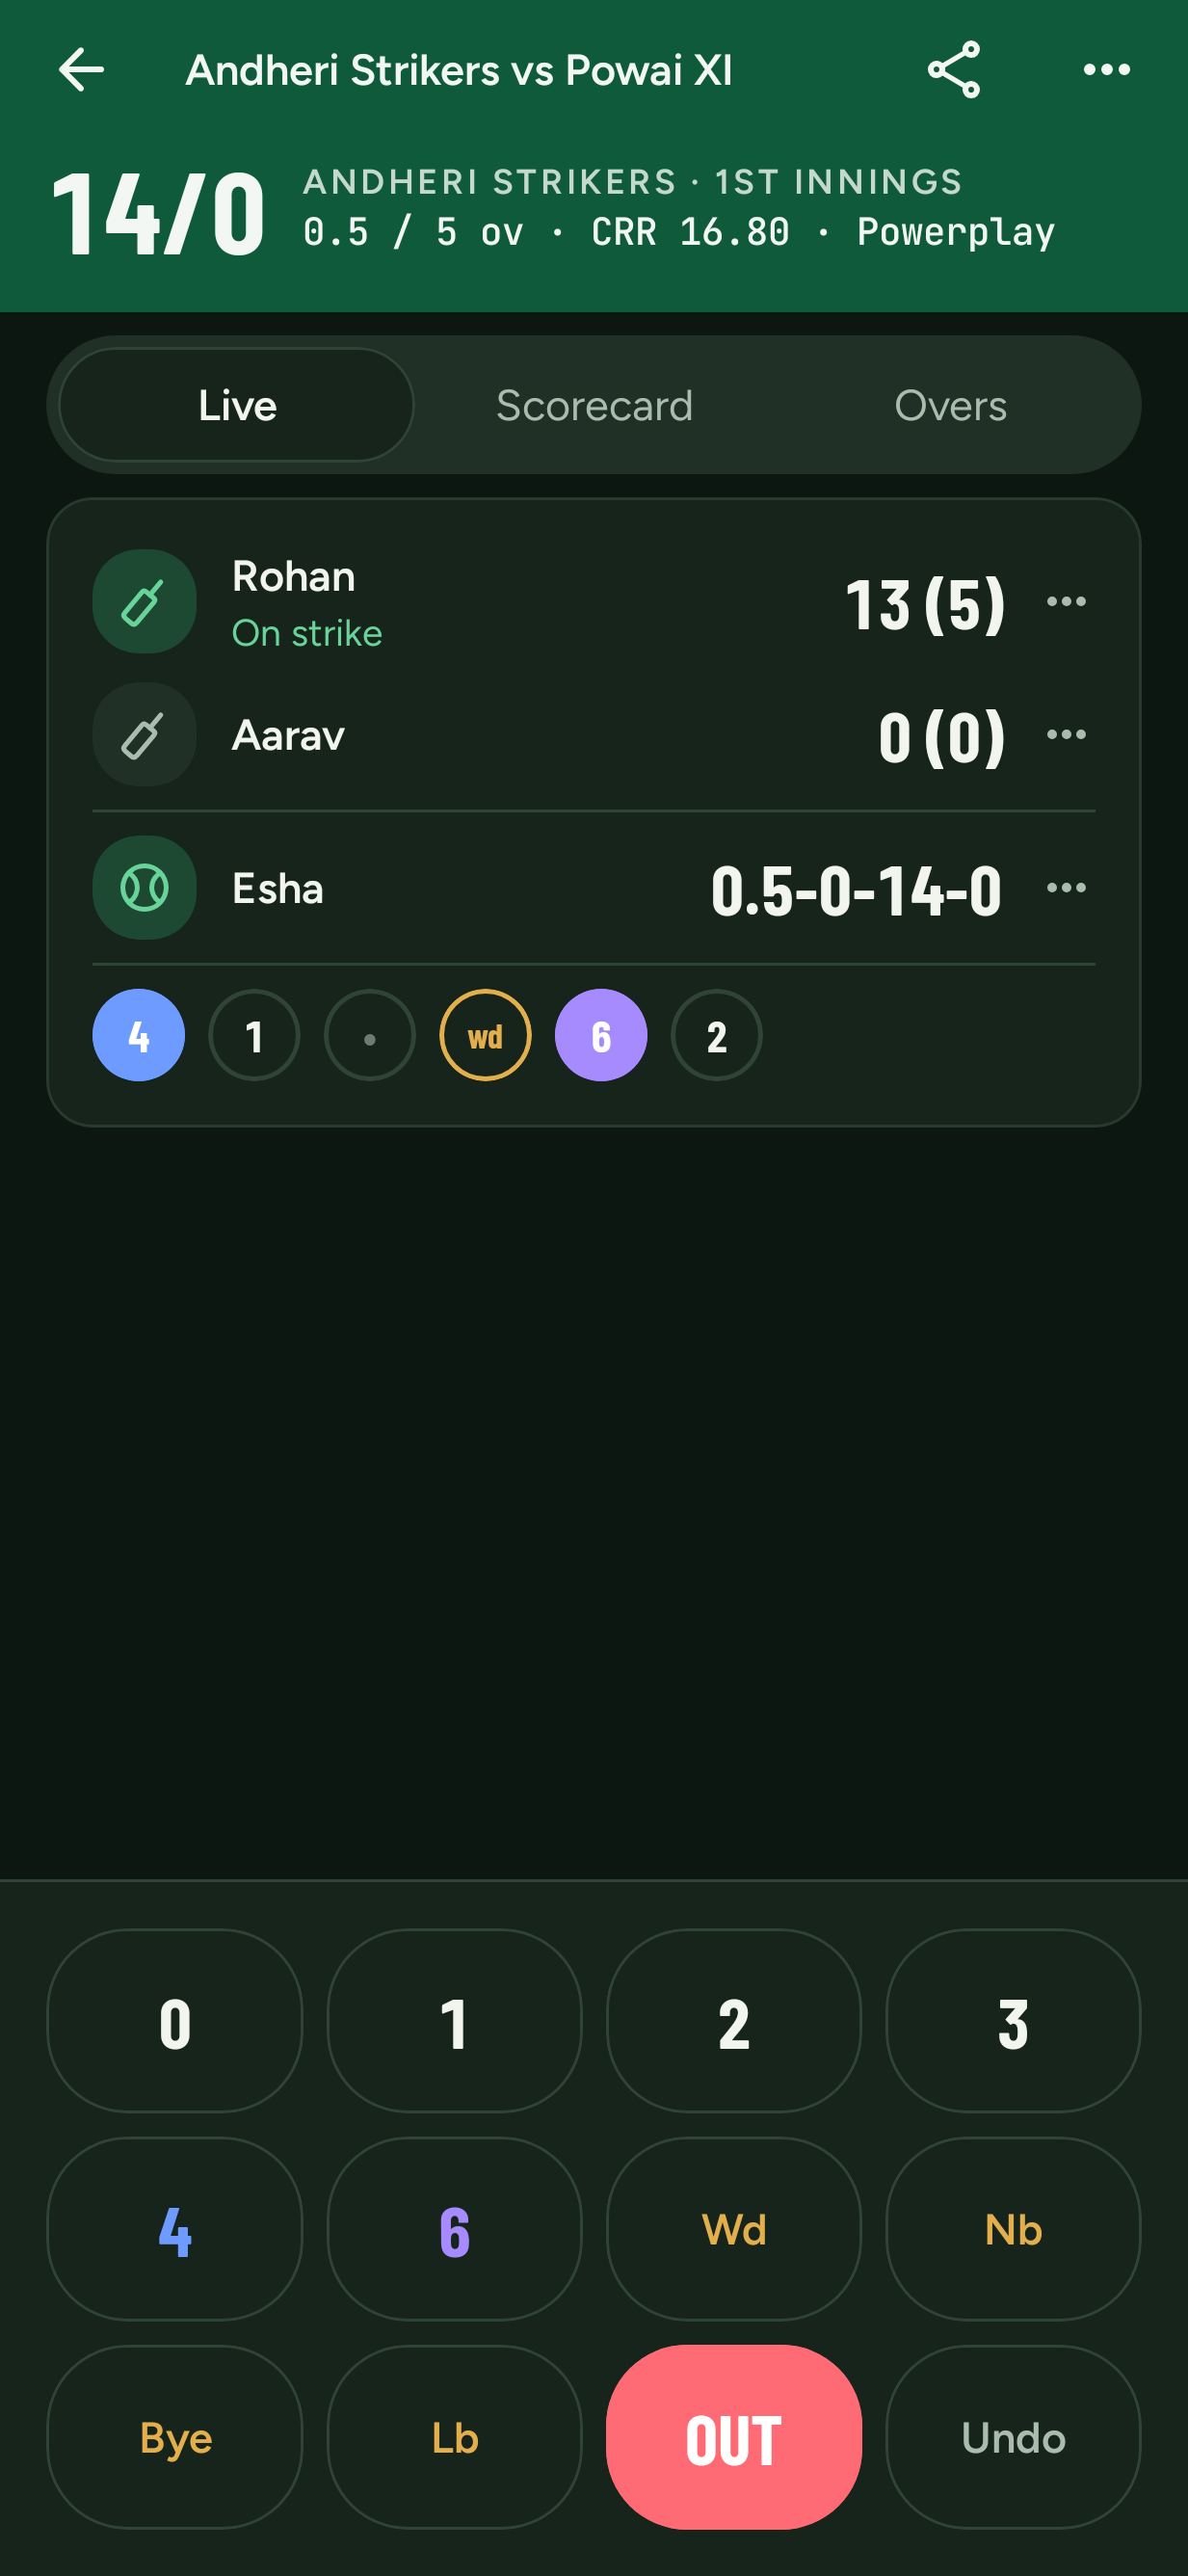 Andheri Strikers vs Powai XI
14/0
ANDHERI STRIKERS · 1ST INNINGS
0.5 / 5 ov · CRR 16.80 · Powerplay
Live Scorecard Overs
Rohan 13 (5)
On strike
Aarav 0 (0)
Esha 0.5-0-14-0
4 1 • wd 6 2
0 1 2 3
4 6 Wd Nb
Bye Lb OUT Undo